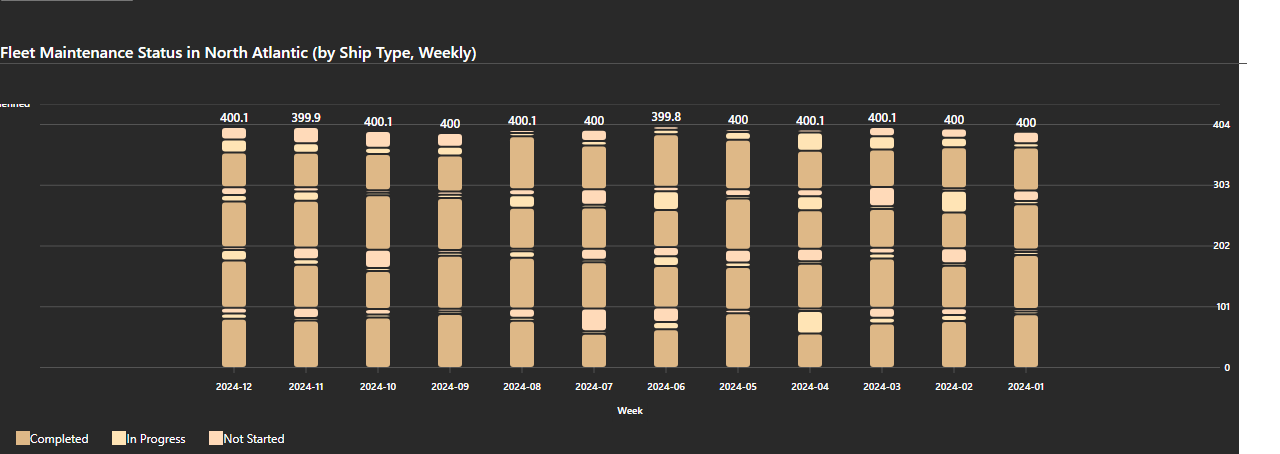 Fleet Maintenance Status in North Atlantic (by Ship Type, Weekly)
400.1 399.9 400.1 400 400.1 400 399.8 400 400.1 400.1 400 400
404
303
202
101
0
2024-12 2024-11 2024-10 2024-09 2024-08 2024-07 2024-06 2024-05 2024-04 2024-03 2024-02 2024-01
Week
Completed In Progress Not Started